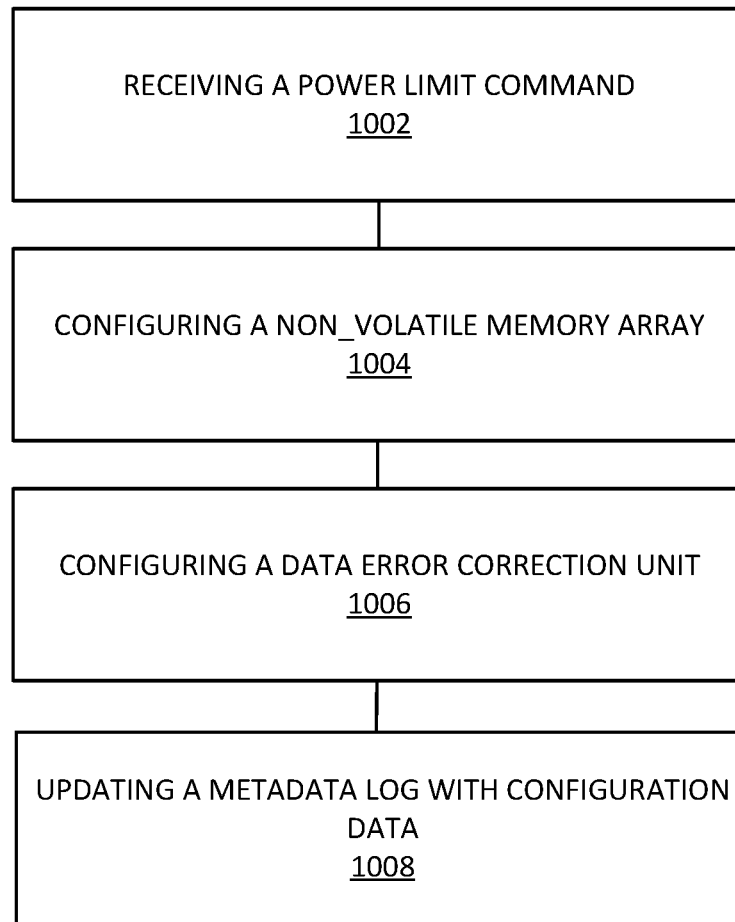 RECEIVING A POWER LIMIT COMMAND
1002
CONFIGURING A NON_VOLATILE MEMORY ARRAY
1004
CONFIGURING A DATA ERROR CORRECTION UNIT
1006
UPDATING A METADATA LOG WITH CONFIGURATION
DATA
1008